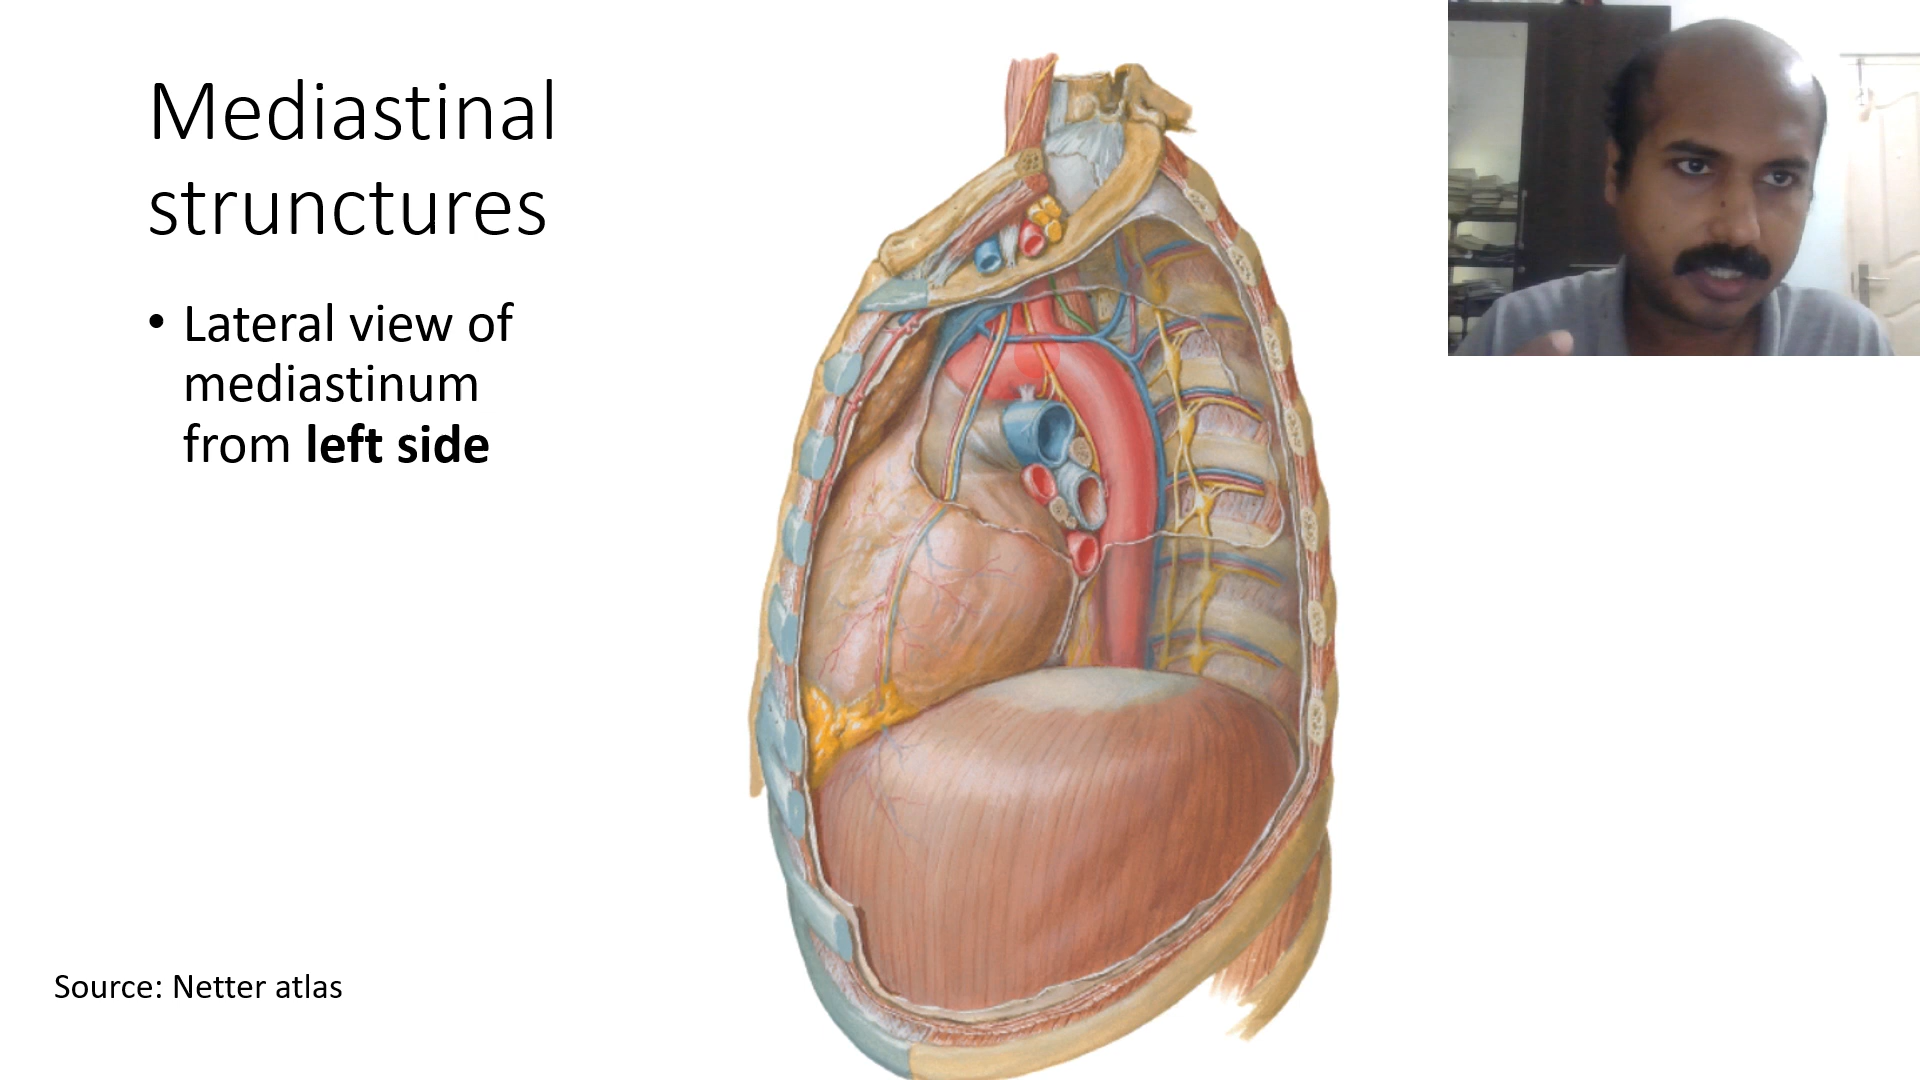 Mediastinal
strunctures
• Lateral view of
mediastinum
from left side
Source: Netter atlas